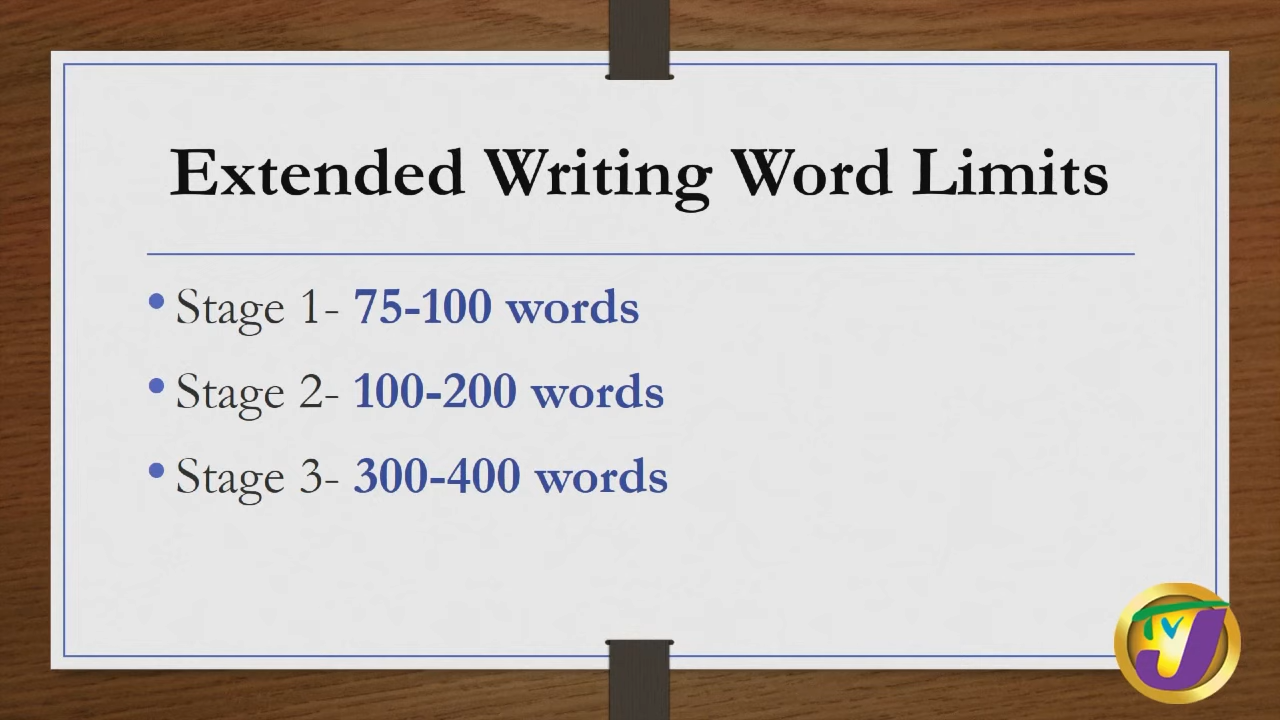 Extended Writing Word Limits
• Stage 1- 75-100 words
• Stage 2- 100-200 words
• Stage 3- 300-400 words
TVJ